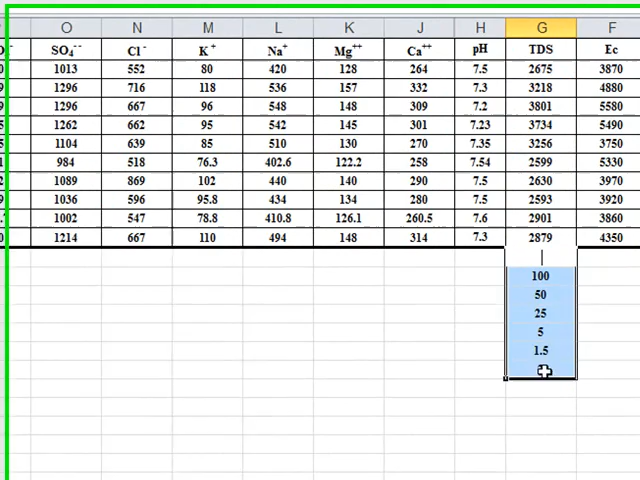 O N M L K J H G F
SO4-- Cl- K+ Na+ Mg++ Ca++ pH TDS Ec
1013 552 80 420 128 264 7.5 2675 3870
1296 716 118 536 157 332 7.3 3218 4880
1296 667 96 548 148 309 7.2 3801 5580
1262 662 95 542 145 301 7.23 3734 5490
1104 639 85 510 130 270 7.35 3256 3750
984 518 76.3 402.6 122.2 258 7.54 2599 5330
1089 869 102 440 140 290 7.5 2630 3970
1036 596 95.8 434 134 280 7.5 2593 3920
1002 547 78.8 410.8 126.1 260.5 7.6 2901 3860
1214 667 110 494 148 314 7.3 2879 4350
100
50
25
5
1.5